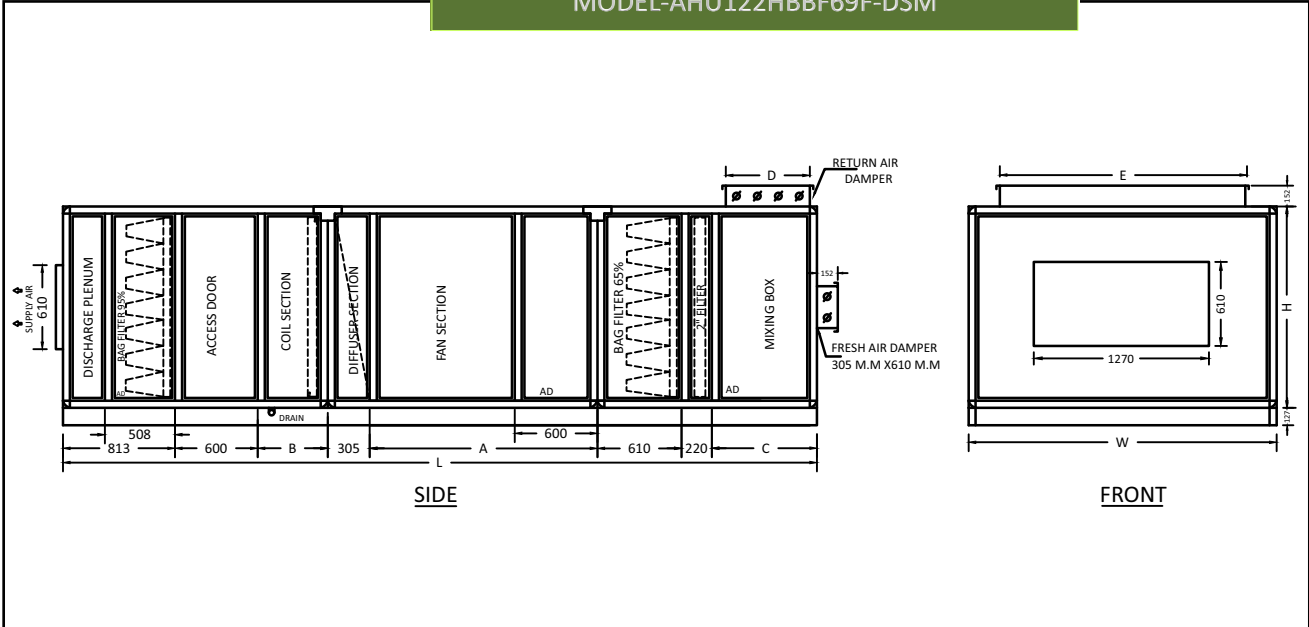 MODEL-AHU122HBBF69F-DSM
RETURN AIR
DAMPER
D
E
152
SUPPLY AIR
610
DISCHARGE PLENUM
BAG FILTER 95%
AD
ACCESS DOOR
COIL SECTION
DIFFUSER SECTION
FAN SECTION
AD
BAG FILTER 65%
2" FILTER
MIXING BOX
AD
152
FRESH AIR DAMPER
305 M.M X610 M.M
610
1270
H
127
DRAIN
508
600
813
600
B
305
A
610
220
C
L
W
SIDE
FRONT